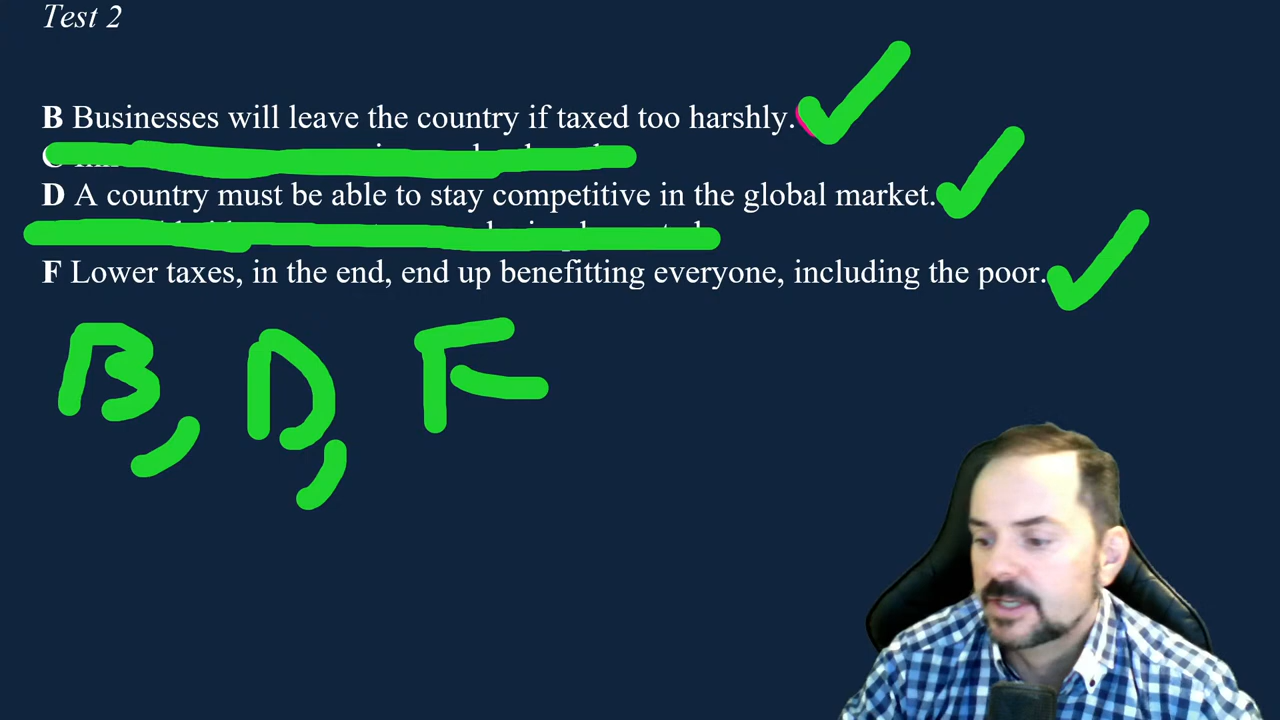 Test 2
B Businesses will leave the country if taxed too harshly.
D A country must be able to stay competitive in the global market.
F Lower taxes, in the end, end up benefitting everyone, including the poor.
B, D, F